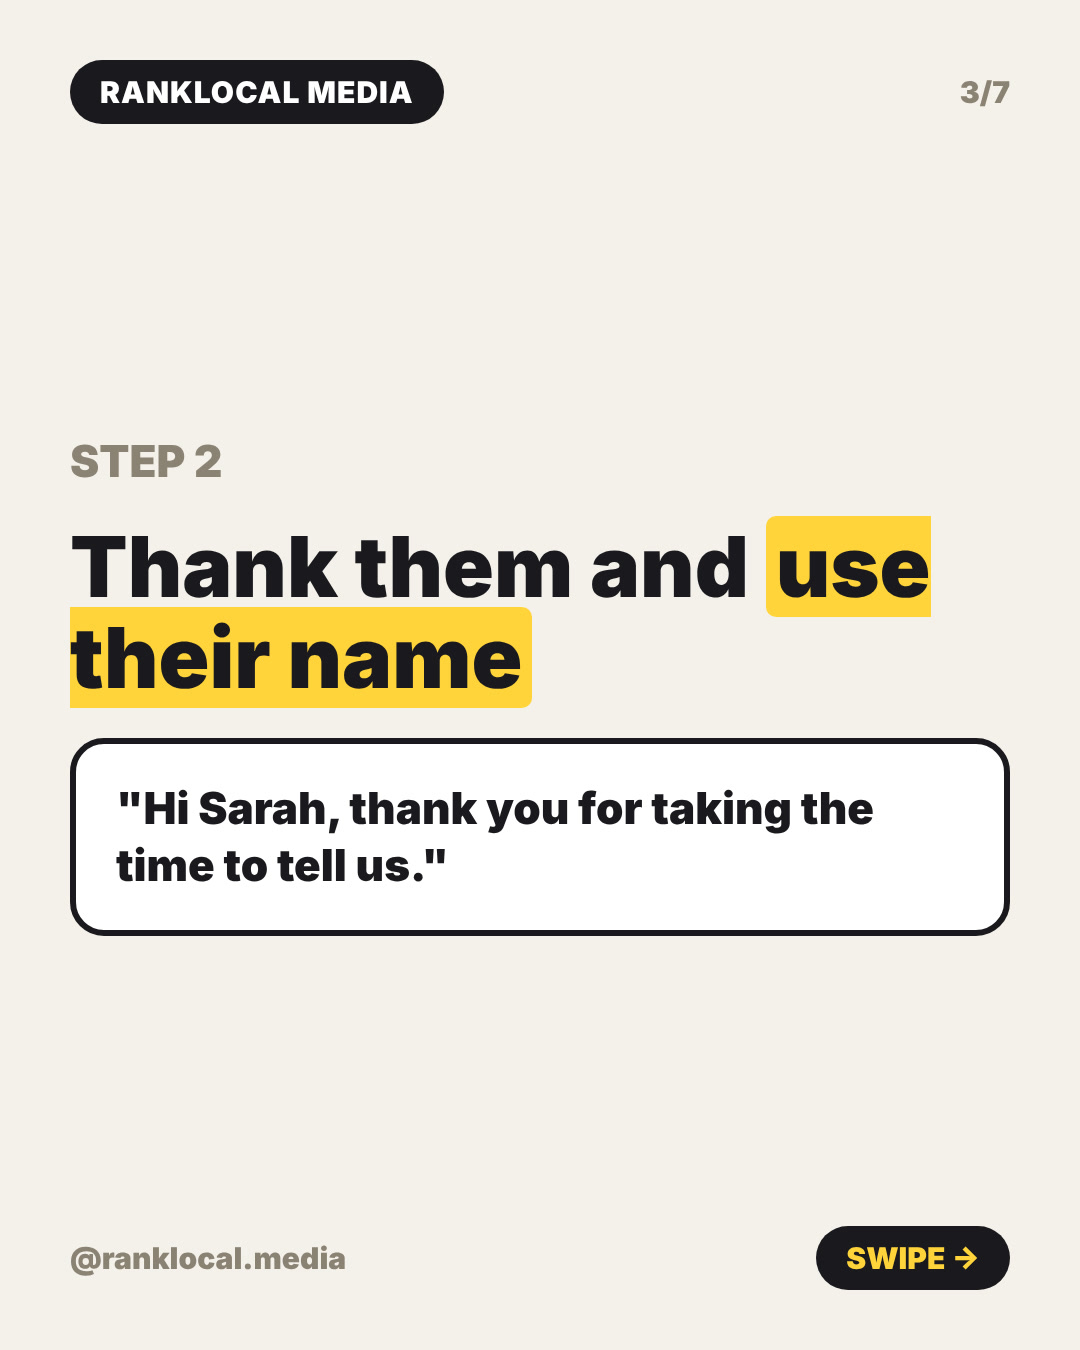 RANKLOCAL MEDIA
3/7
STEP 2
Thank them and use
their name
"Hi Sarah, thank you for taking the
time to tell us."
@ranklocal.media
SWIPE →